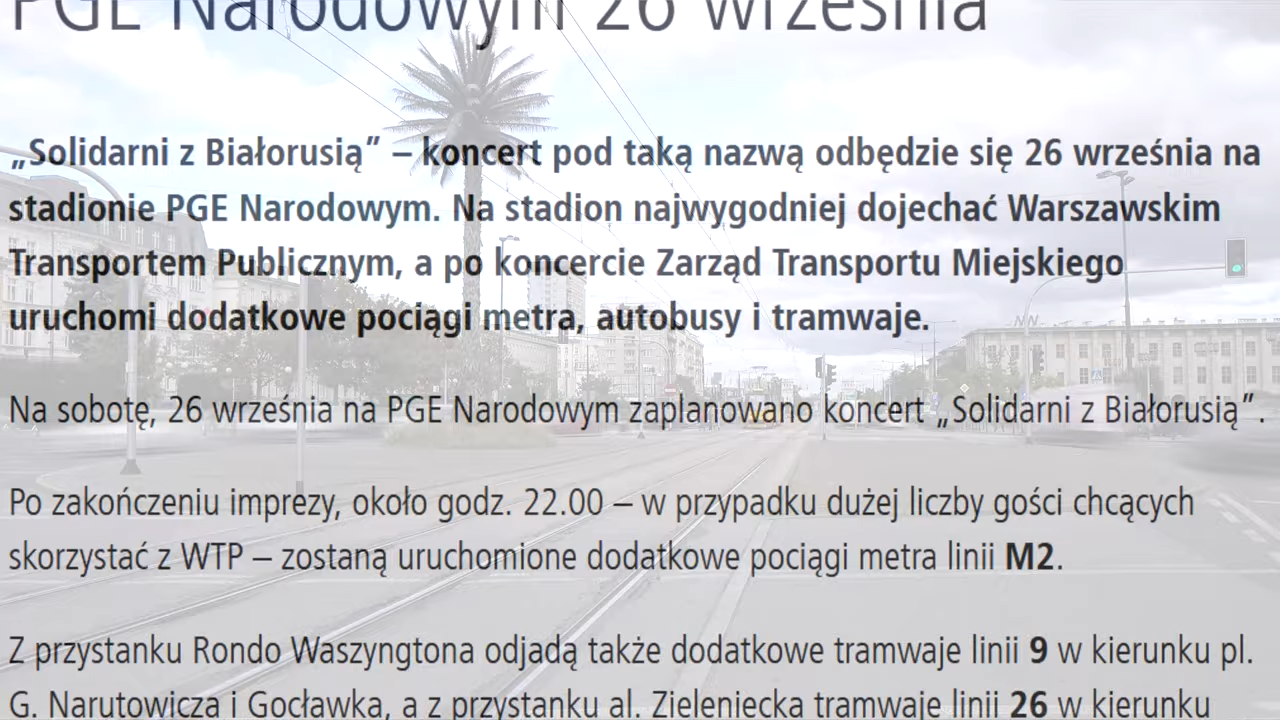 PGE Narodowym 26 września
„Solidarni z Białorusią” – koncert pod taką nazwą odbędzie się 26 września na
stadionie PGE Narodowym. Na stadion najwygodniej dojechać Warszawskim
Transportem Publicznym, a po koncercie Zarząd Transportu Miejskiego
uruchomi dodatkowe pociągi metra, autobusy i tramwaje.
Na sobotę, 26 września na PGE Narodowym zaplanowano koncert „Solidarni z Białorusią”.
Po zakończeniu imprezy, około godz. 22.00 – w przypadku dużej liczby gości chcących
skorzystać z WTP – zostaną uruchomione dodatkowe pociągi metra linii M2.
Z przystanku Rondo Waszyngtona odjadą także dodatkowe tramwaje linii 9 w kierunku pl.
G. Narutowicza i Gocławka, a z przystanku al. Zieleniecka tramwaje linii 26 w kierunku